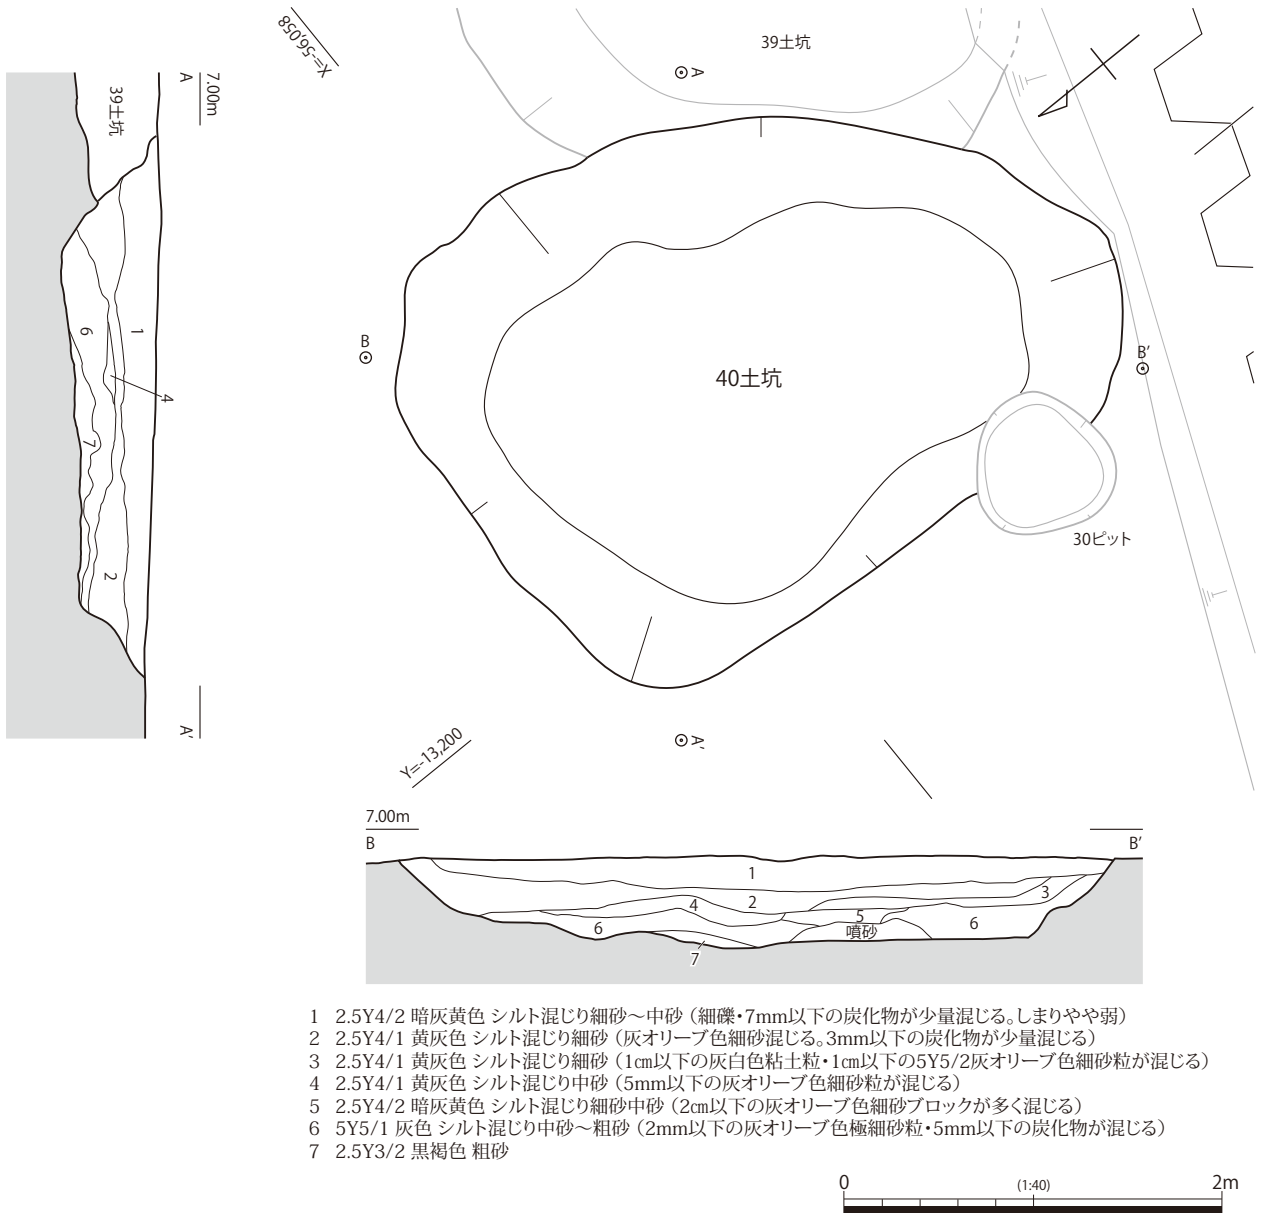 X=-56,058
39土坑
A
7.00m
A
39土坑
1
6
4
7
2
A'
B
B'
40土坑
30ピット
A'
Y=-13,200
7.00m
B
B'
1
2
3
4
5
6
噴砂
6
7
1 2.5Y4/2 暗灰黄色 シルト混じり細砂～中砂（細礫・7mm以下の炭化物が少量混じる。しまりやや弱）
2 2.5Y4/1 黄灰色 シルト混じり細砂（灰オリーブ色細砂混じる。3mm以下の炭化物が少量混じる）
3 2.5Y4/1 黄灰色 シルト混じり細砂（1㎝以下の灰白色粘土粒・1㎝以下の5Y5/2灰オリーブ色細砂粒が混じる）
4 2.5Y4/1 黄灰色 シルト混じり中砂（5mm以下の灰オリーブ色細砂粒が混じる）
5 2.5Y4/2 暗灰黄色 シルト混じり細砂中砂（2㎝以下の灰オリーブ色細砂ブロックが多く混じる）
6 5Y5/1 灰色 シルト混じり中砂～粗砂（2mm以下の灰オリーブ色極細砂粒・5mm以下の炭化物が混じる）
7 2.5Y3/2 黒褐色 粗砂
0 (1:40) 2m